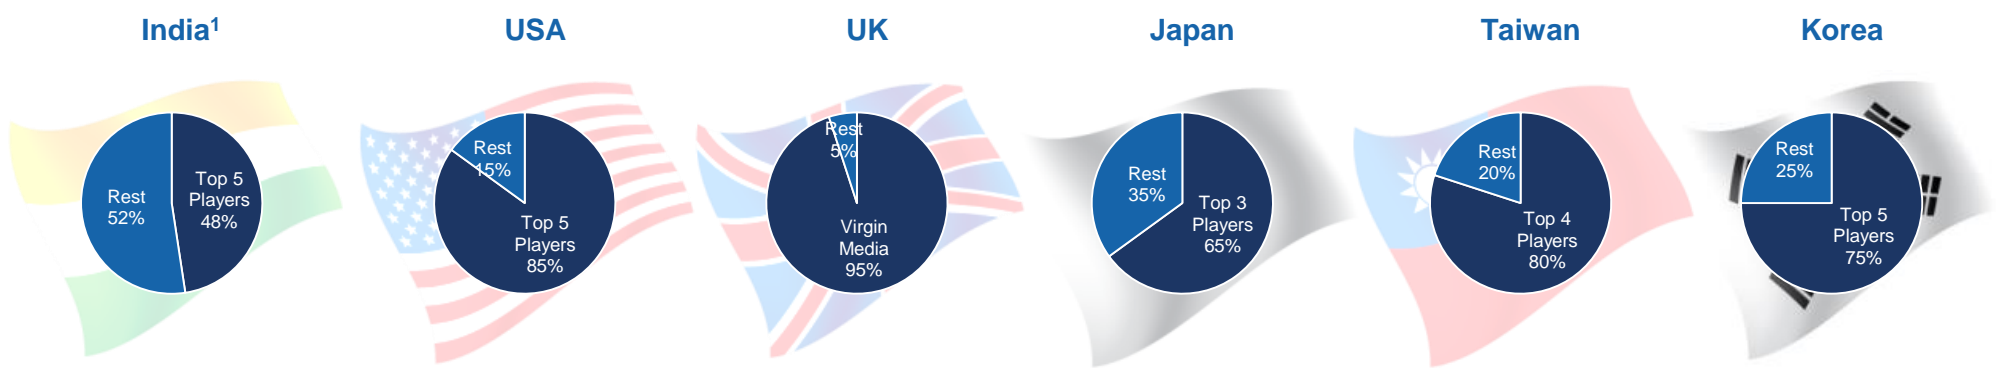 India¹
USA
UK
Japan
Taiwan
Korea
Rest
52%
Top 5
Players
48%
Rest
15%
Top 5
Players
85%
Rest
5%
Virgin
Media
95%
Rest
35%
Top 3
Players
65%
Rest
20%
Top 4
Players
80%
Rest
25%
Top 5
Players
75%